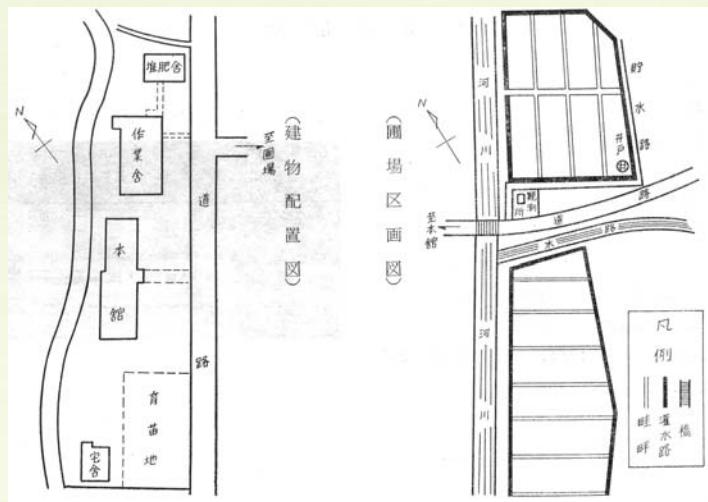 N
堆肥舎
作業舎
至圃場
道
路
本館
育苗地
宅舎
(建物配置図)
(圃場区画図)
N
河川
貯水路
井戸
観測所
道路
至本館
水路
河川
凡例
橋
灌水路
畦畔